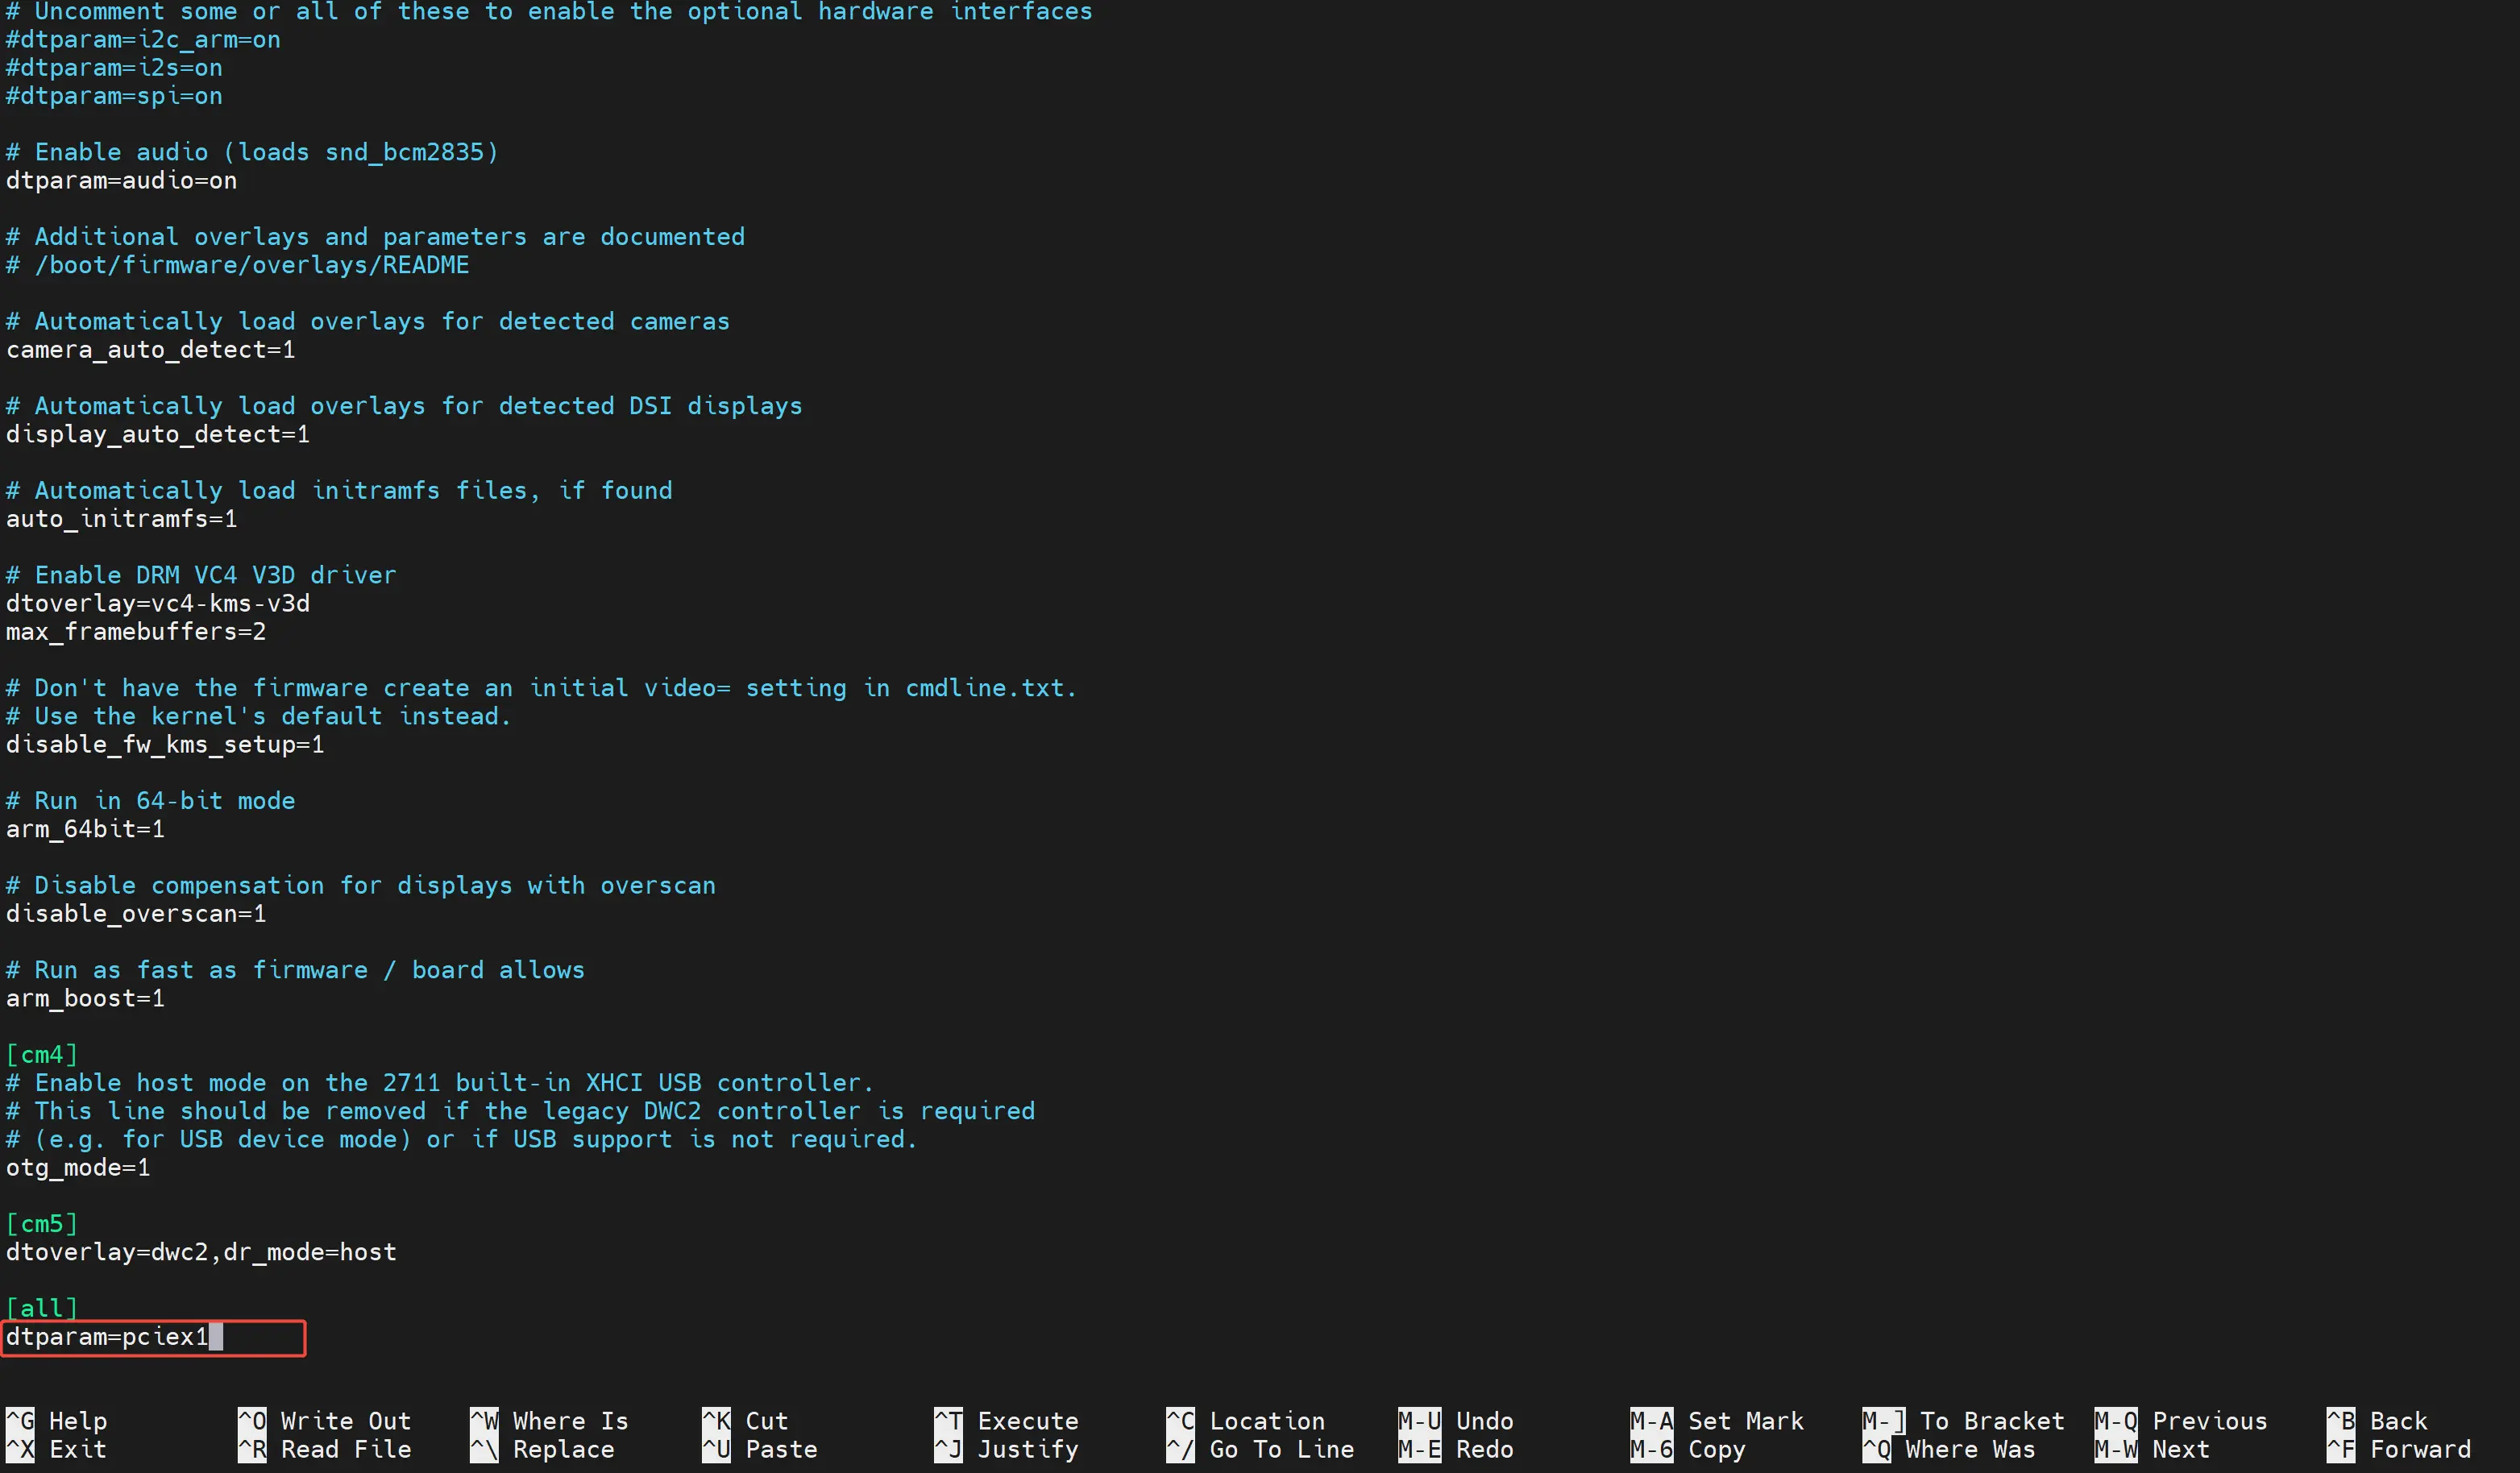 # Uncomment some or all of these to enable the optional hardware interfaces
#dtparam=i2c_arm=on
#dtparam=i2s=on
#dtparam=spi=on

# Enable audio (loads snd_bcm2835)
dtparam=audio=on

# Additional overlays and parameters are documented
# /boot/firmware/overlays/README

# Automatically load overlays for detected cameras
camera_auto_detect=1

# Automatically load overlays for detected DSI displays
display_auto_detect=1

# Automatically load initramfs files, if found
auto_initramfs=1

# Enable DRM VC4 V3D driver
dtoverlay=vc4-kms-v3d
max_framebuffers=2

# Don't have the firmware create an initial video= setting in cmdline.txt.
# Use the kernel's default instead.
disable_fw_kms_setup=1

# Run in 64-bit mode
arm_64bit=1

# Disable compensation for displays with overscan
disable_overscan=1

# Run as fast as firmware / board allows
arm_boost=1

[cm4]
# Enable host mode on the 2711 built-in XHCI USB controller.
# This line should be removed if the legacy DWC2 controller is required
# (e.g. for USB device mode) or if USB support is not required.
otg_mode=1

[cm5]
dtoverlay=dwc2,dr_mode=host

[all]
dtparam=pciex1

^G Help ^O Write Out ^W Where Is ^K Cut ^T Execute ^C Location M-U Undo M-A Set Mark M-] To Bracket M-Q Previous ^B Back
^X Exit ^R Read File ^\ Replace ^U Paste ^J Justify ^/ Go To Line M-E Redo M-6 Copy ^Q Where Was M-W Next ^F Forward